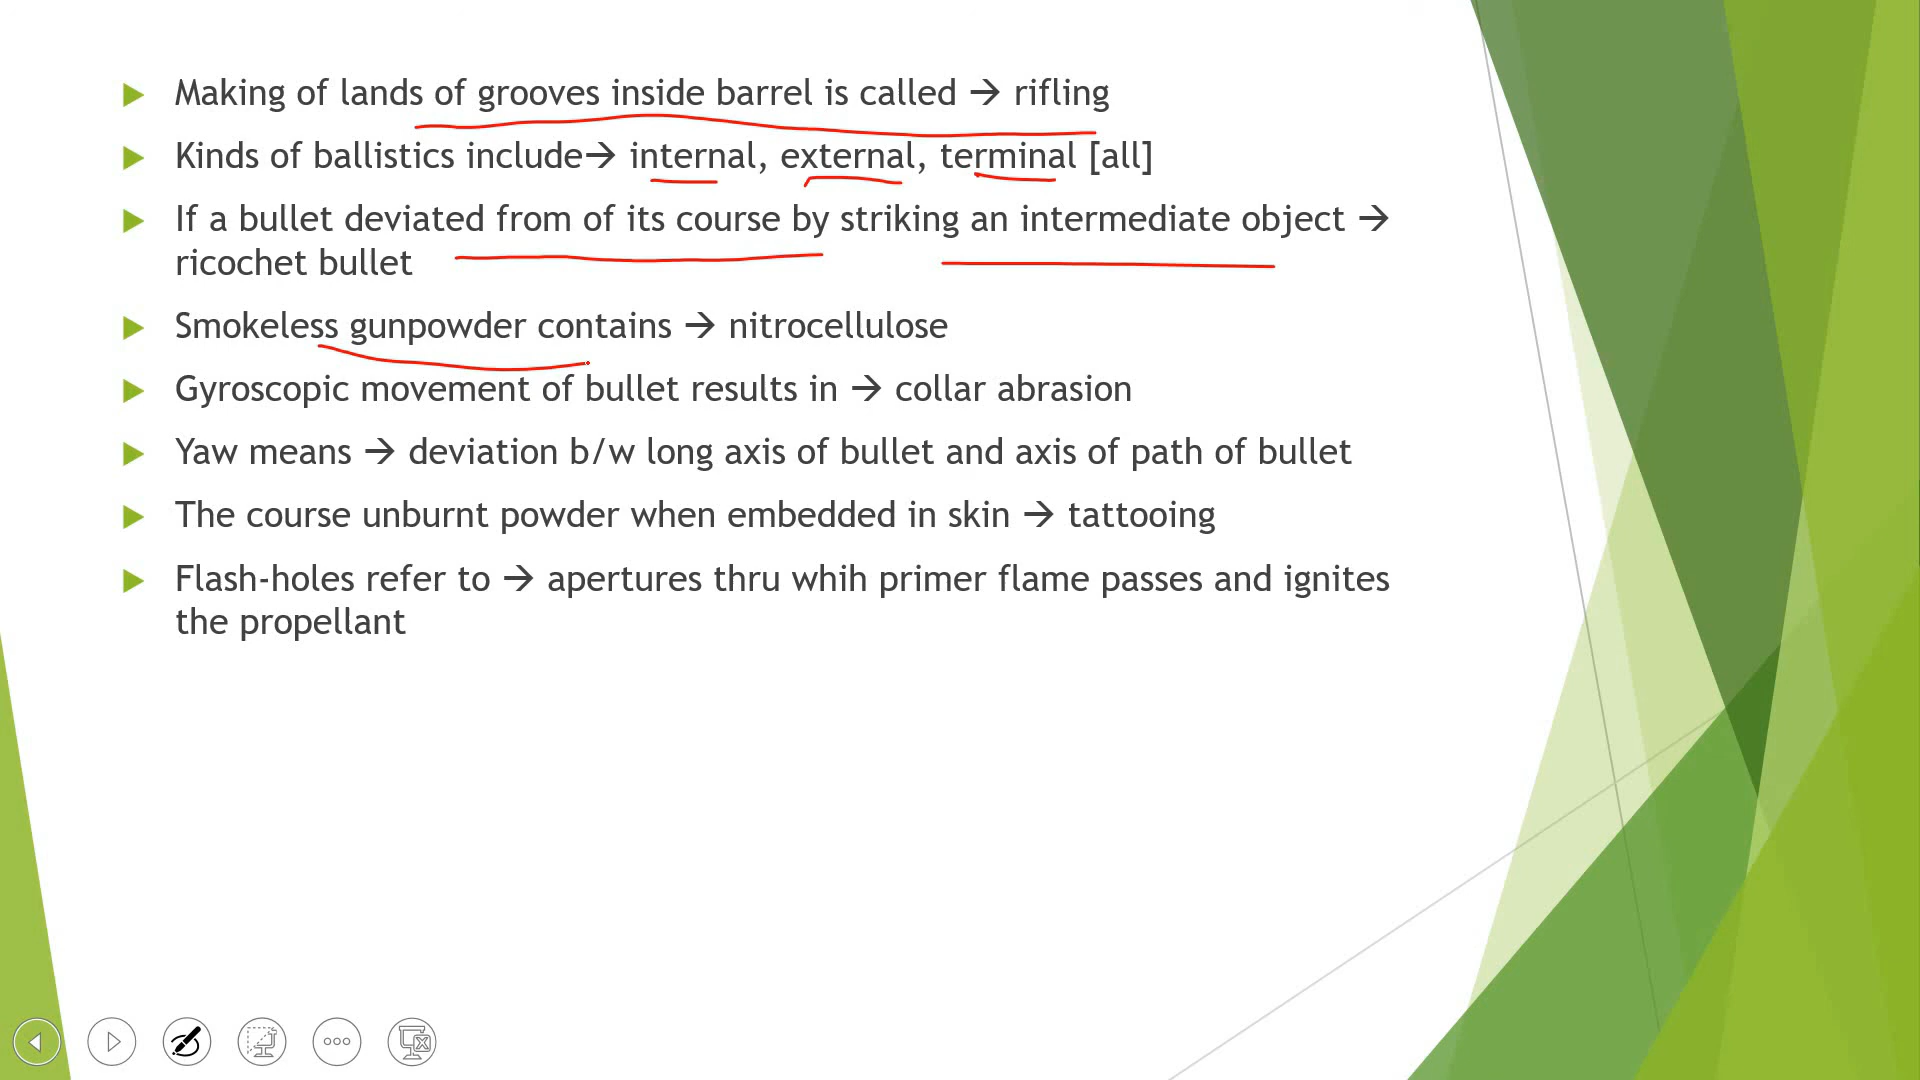 Making of lands of grooves inside barrel is called → rifling
Kinds of ballistics include→ internal, external, terminal [all]
If a bullet deviated from of its course by striking an intermediate object →
ricochet bullet
Smokeless gunpowder contains → nitrocellulose
Gyroscopic movement of bullet results in → collar abrasion
Yaw means → deviation b/w long axis of bullet and axis of path of bullet
The course unburnt powder when embedded in skin → tattooing
Flash-holes refer to → apertures thru whih primer flame passes and ignites
the propellant